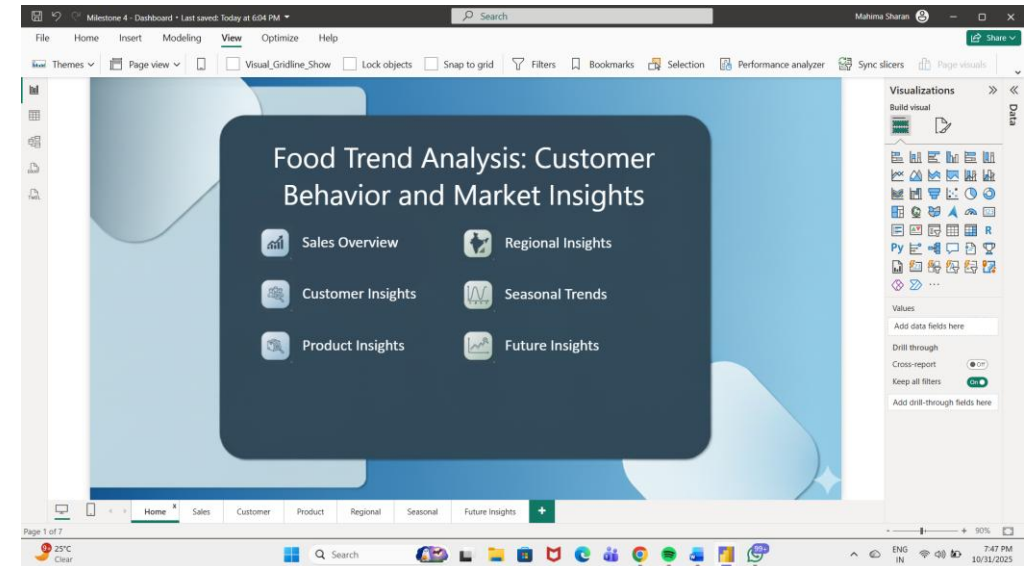 Milestone 4 - Dashboard • Last saved: Today at 6:04 PM
Search
Mahima Sharan
File Home Insert Modeling View Optimize Help
Share
Themes Page view Visual_Gridline_Show Lock objects Snap to grid Filters Bookmarks Selection Performance analyzer Sync slicers Page visuals
Visualizations
Data
Build visual
Food Trend Analysis: Customer
Behavior and Market Insights
Sales Overview Regional Insights
Customer Insights Seasonal Trends
Product Insights Future Insights
R
Py
Values
Add data fields here
Drill through
Cross-report Off
Keep all filters On
Add drill-through fields here
Home Sales Customer Product Regional Seasonal Future Insights
Page 1 of 7
90%
25°C
Clear
Search
99+
ENG
IN
7:47 PM
10/31/2025